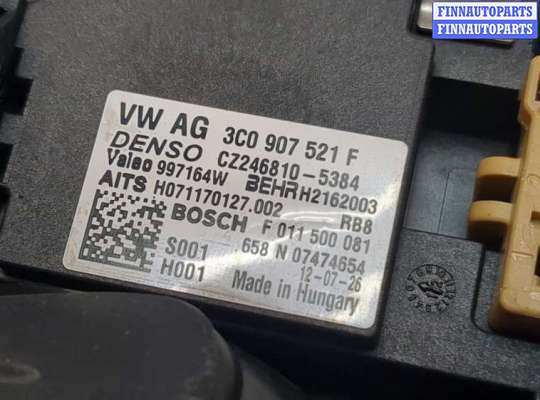 FINNAUTOPARTS
FINNAUTOPARTS
VW AG 3C0 907 521 F
DENSO CZ246810-5384
Valeo 997164W BEHR H2162003
AITS H071170127.002 RB8
BOSCH F 011 500 081
S001 658 N 07474654
H001 12-07-26
Made in Hungary